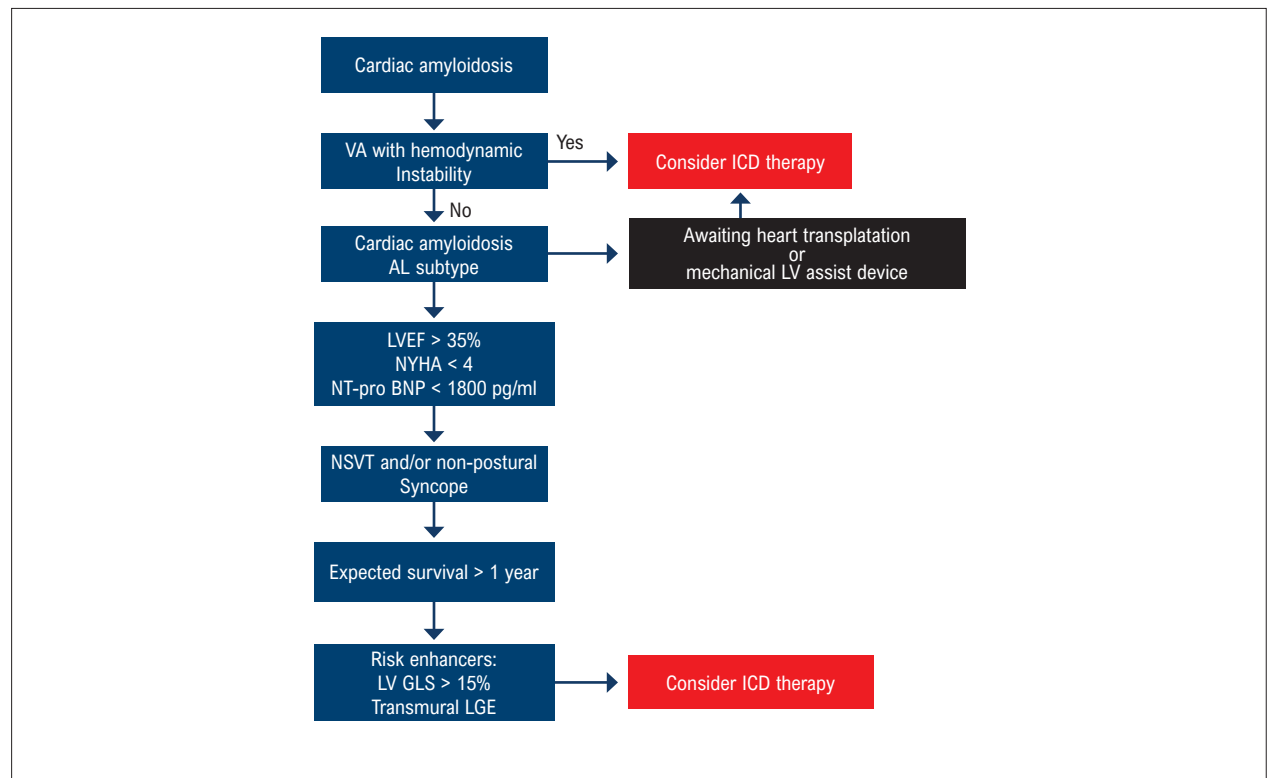 Cardiac amyloidosis
VA with hemodynamic
Instability
Yes
Consider ICD therapy
No
Cardiac amyloidosis
AL subtype
Awaiting heart transplatation
or
mechanical LV assist device
LVEF > 35%
NYHA < 4
NT-pro BNP < 1800 pg/ml
NSVT and/or non-postural
Syncope
Expected survival > 1 year
Risk enhancers:
LV GLS > 15%
Transmural LGE
Consider ICD therapy